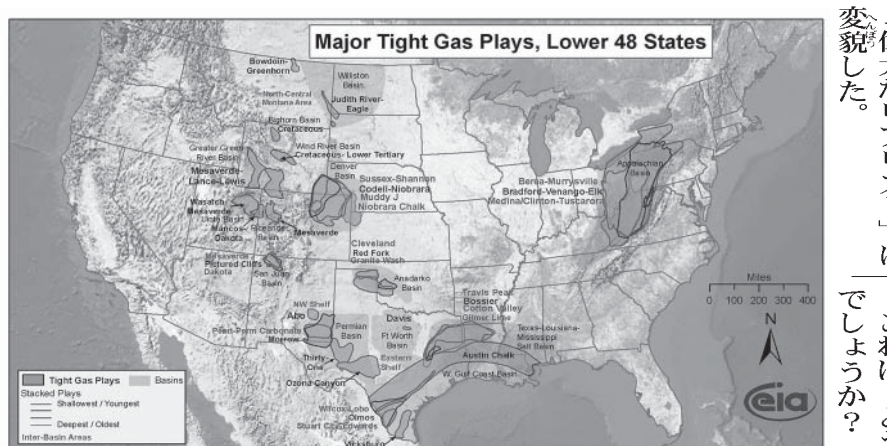 Major Tight Gas Plays, Lower 48 States
Bowdoin-
Greenhorn
Williston
Basin
North-Central
Montana Area
Judith River-
Eagle
Bighorn Basin
Cretaceous
Greater Green
River Basin
Wind River Basin
Cretaceous- Lower Tertiary
Mesaverde-
Lance-Lewis
Denver
Basin
Sussex-Shannon
Codell-Niobrara
Muddy J
Niobrara Chalk
Appalachian
Basin
Berea-Murrysville
Bradford-Venango-Elk
Medina/Clinton-Tuscarora
Wasatch
Mesaverde
Uinta Basin
Mancos-
Dakota
Piceance
Basin
Mesaverde
Cleveland
Red Fork
Granite Wash
Mesaverde
Pictured Cliffs
Dakota
San Juan
Basin
Anadarko
Basin
Miles
0 100 200 300 400
N
Travis Peak
Bossier
Cotton Valley
Gilmer Lime
NW Shelf
Abo
Penn-Perm Carbonate
Morrow
Permian
Basin
Davis
Ft Worth
Basin
Texas-Louisiana-
Mississippi
Salt Basin
Thirty-
One
Eastern
Shelf
Austin Chalk
Ozona Canyon
W. Gulf Coast Basin
Wilcox Lobo
Olmos
Stuart City-Edwards
Vicksburg
Tight Gas Plays
Basins
Stacked Plays
Shallowest / Youngest
Deepest / Oldest
Inter-Basin Areas
eia
変貌した。
へんぼう
でしょうか?